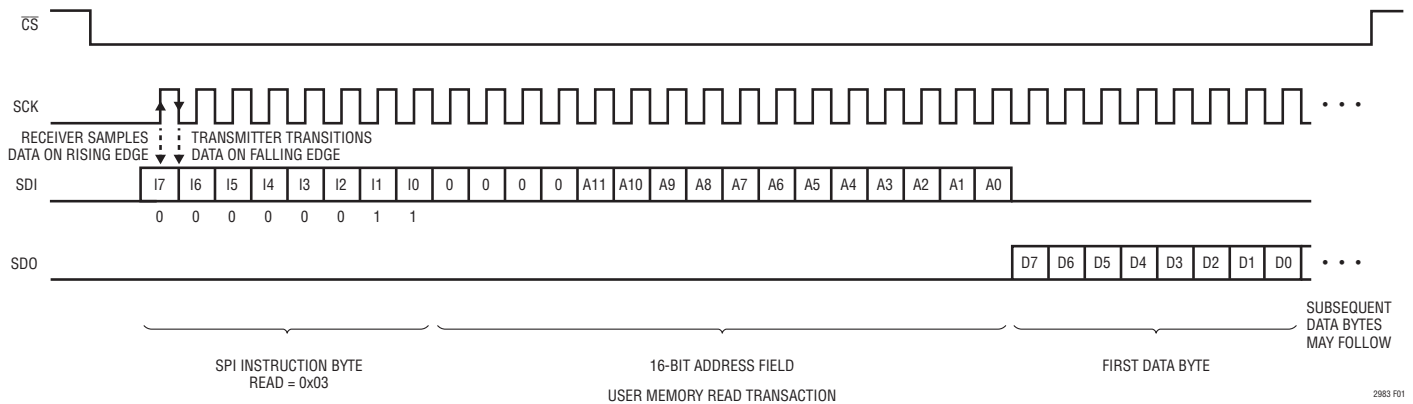 CS
SCK
RECEIVER SAMPLES
DATA ON RISING EDGE
TRANSMITTER TRANSITIONS
DATA ON FALLING EDGE
SDI
I7 I6 I5 I4 I3 I2 I1 I0 0 0 0 0 A11 A10 A9 A8 A7 A6 A5 A4 A3 A2 A1 A0
0 0 0 0 0 0 1 1
SDO
D7 D6 D5 D4 D3 D2 D1 D0
SUBSEQUENT
DATA BYTES
MAY FOLLOW
SPI INSTRUCTION BYTE
READ = 0x03
16-BIT ADDRESS FIELD
FIRST DATA BYTE
USER MEMORY READ TRANSACTION
2983 F01